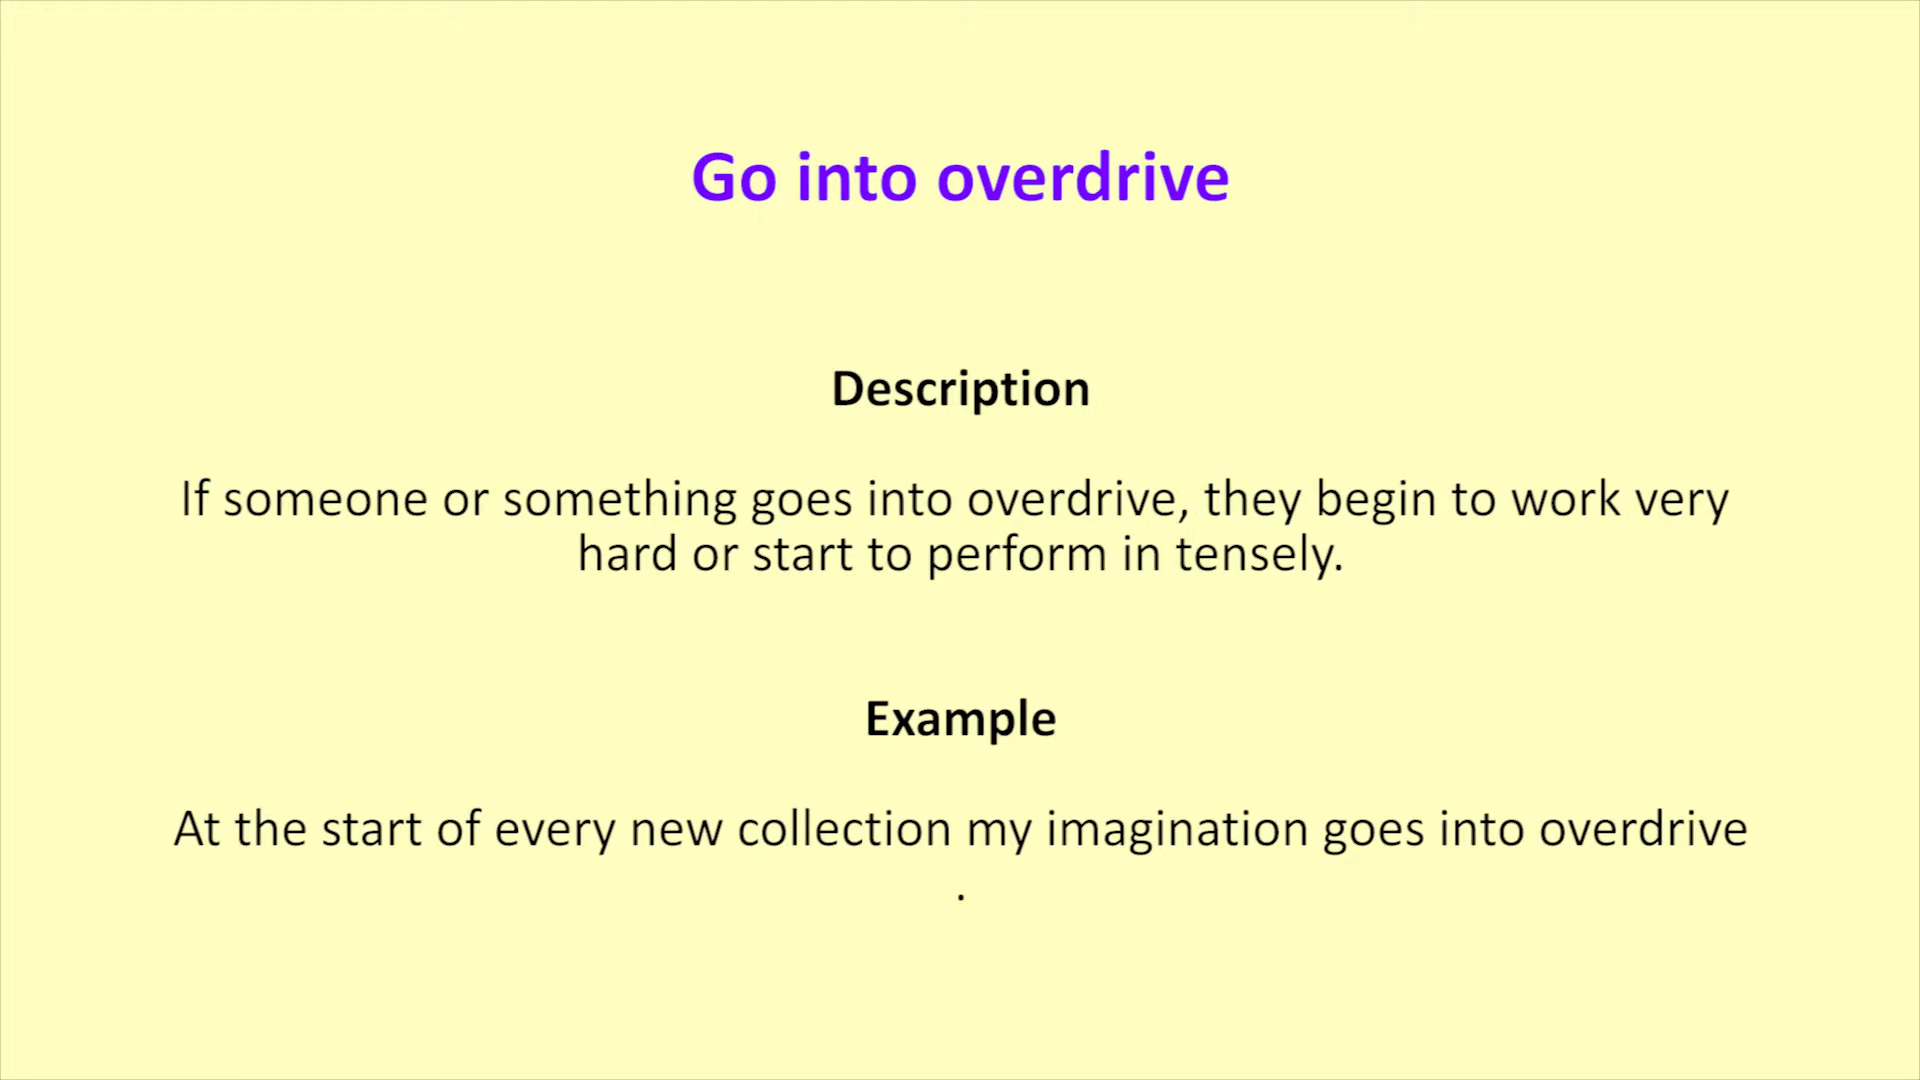 Go into overdrive
Description
If someone or something goes into overdrive, they begin to work very
hard or start to perform in tensely.
Example
At the start of every new collection my imagination goes into overdrive
.